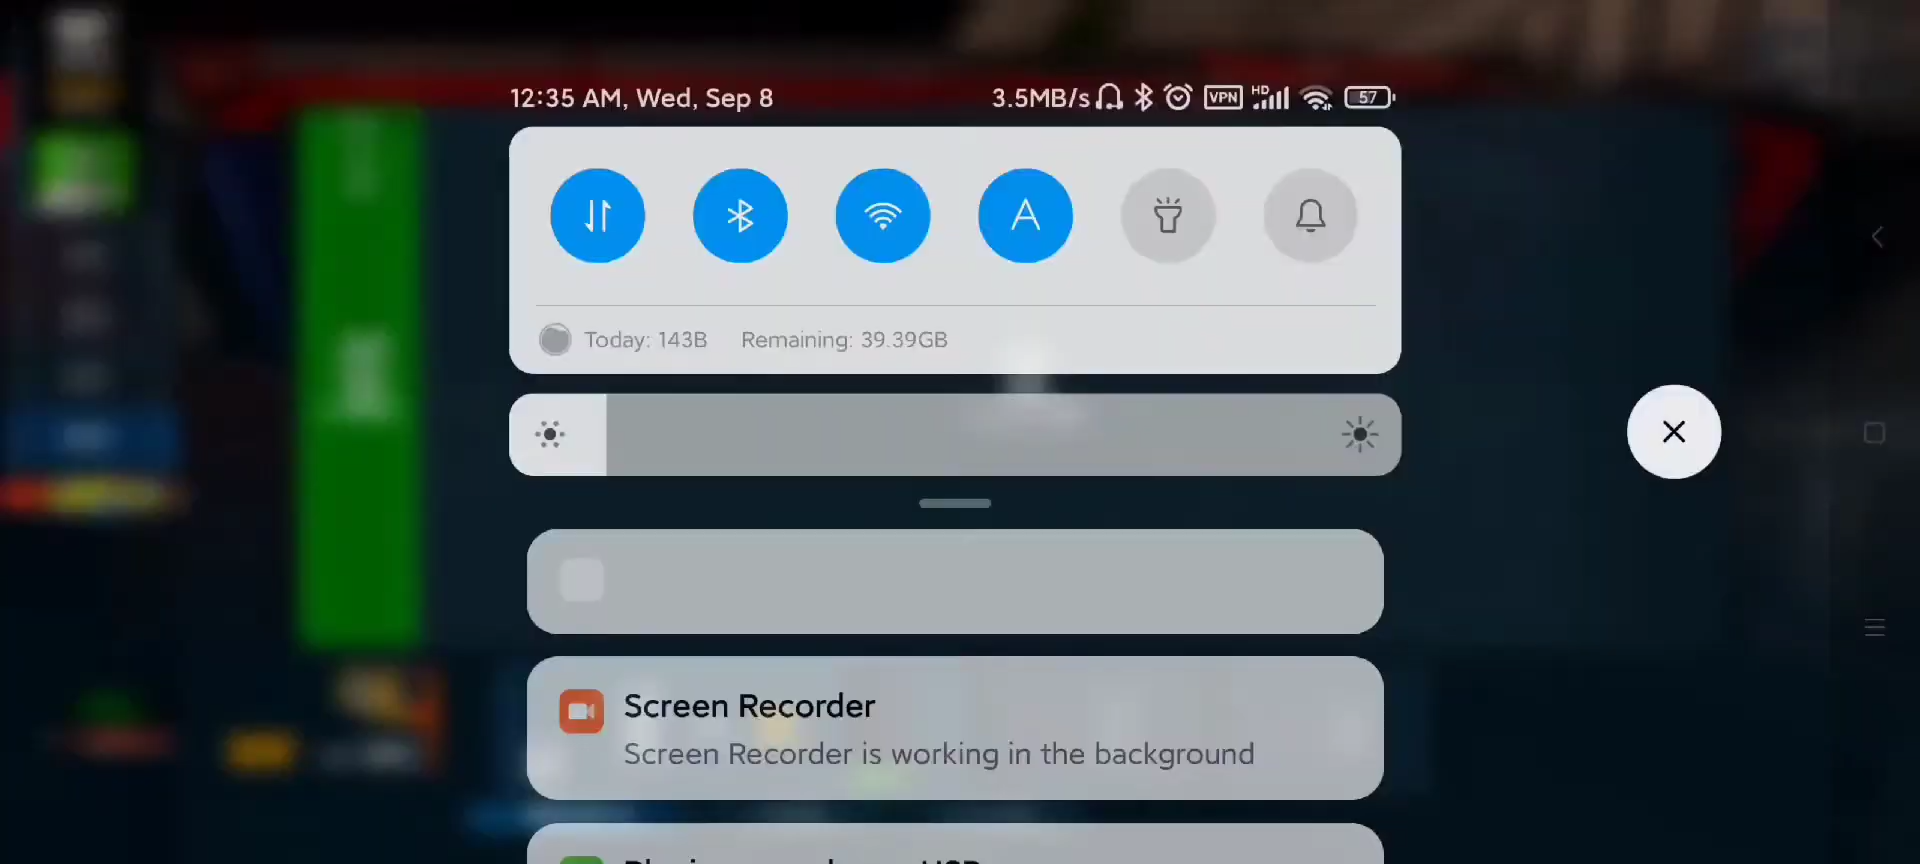 12:35 AM, Wed, Sep 8 3.5MB/s VPN HD 57
A
Today: 143B Remaining: 39.39GB
Screen Recorder
Screen Recorder is working in the background